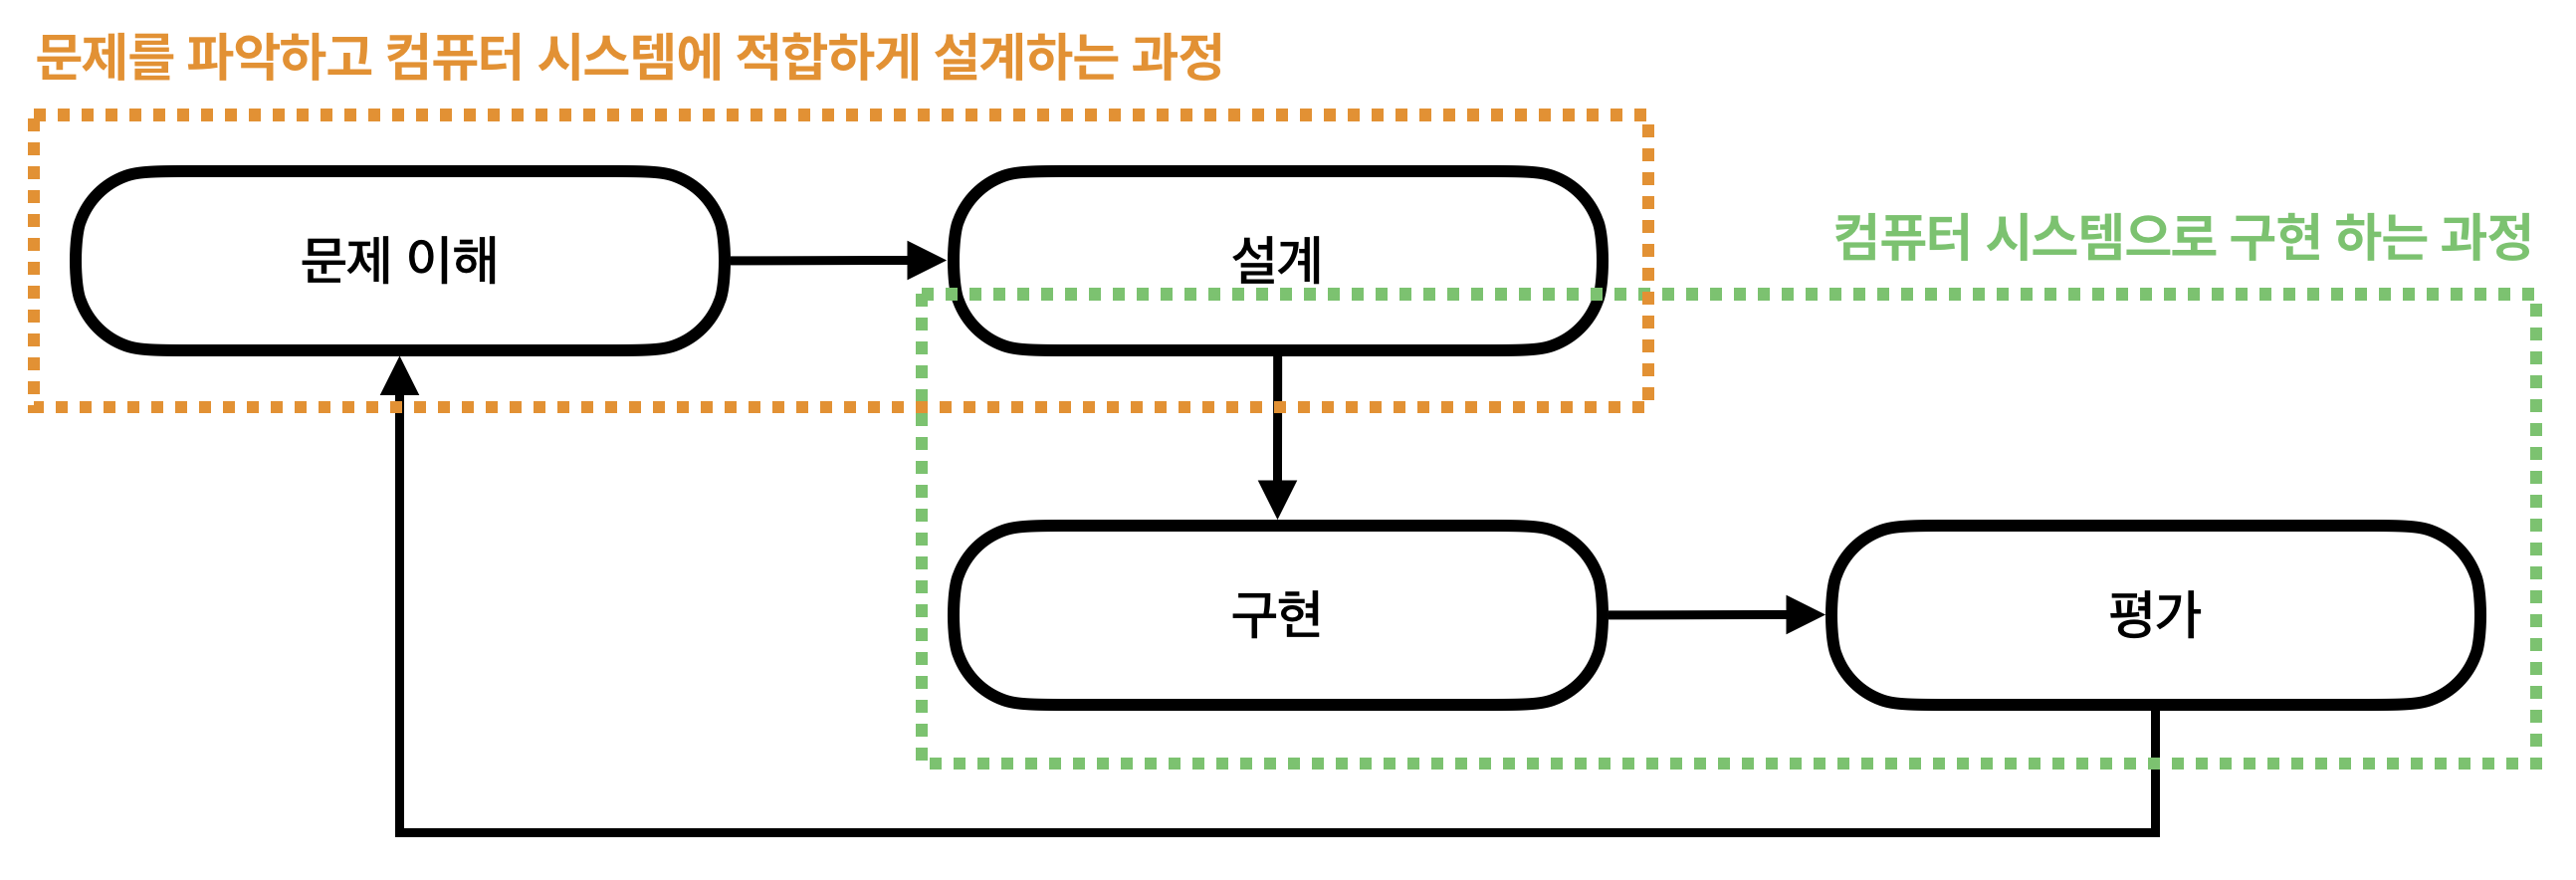 문제를 파악하고 컴퓨터 시스템에 적합하게 설계하는 과정
문제 이해
설계
컴퓨터 시스템으로 구현 하는 과정
구현
평가